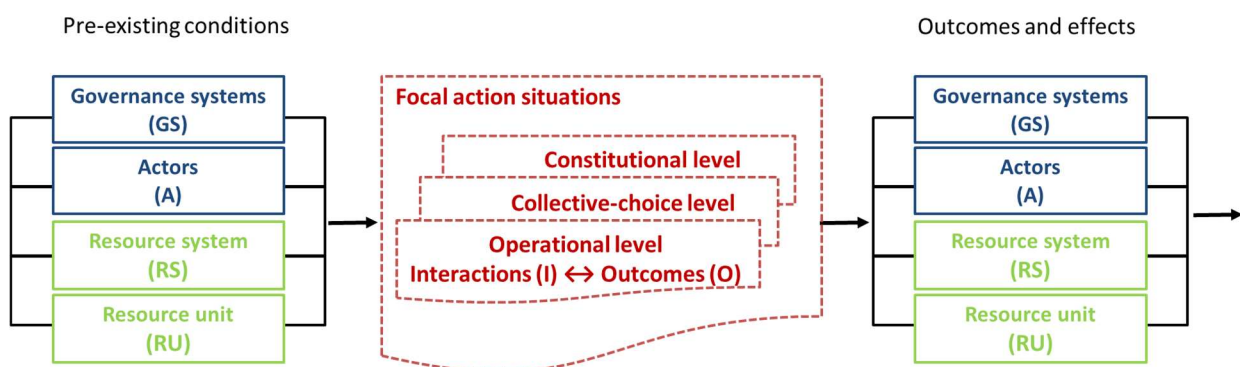 Pre-existing conditions
Governance systems
(GS)
Actors
(A)
Resource system
(RS)
Resource unit
(RU)
Focal action situations
Constitutional level
Collective-choice level
Operational level
Interactions (I) ↔ Outcomes (O)
Outcomes and effects
Governance systems
(GS)
Actors
(A)
Resource system
(RS)
Resource unit
(RU)